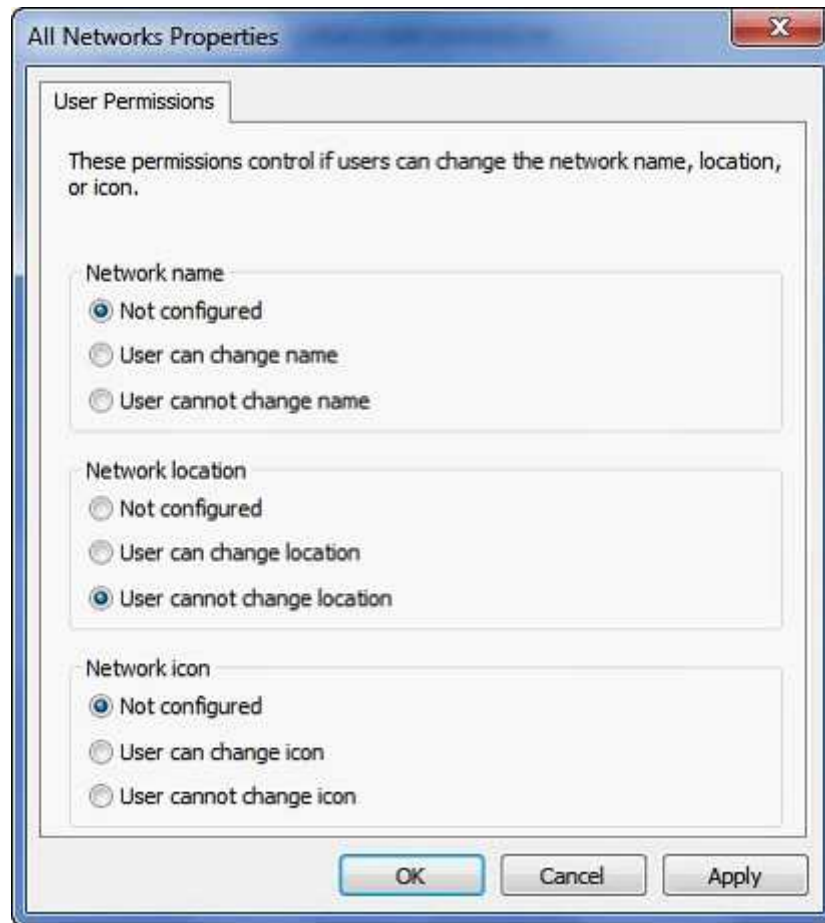 All Networks Properties
User Permissions
These permissions control if users can change the network name, location,
or icon.
Network name
Not configured
User can change name
User cannot change name
Network location
Not configured
User can change location
User cannot change location
Network icon
Not configured
User can change icon
User cannot change icon
OK Cancel Apply